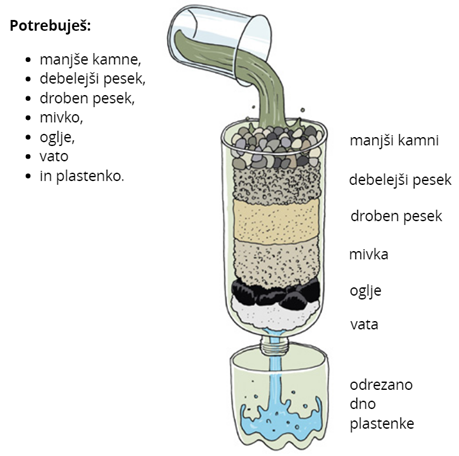 Potrebuješ:
• manjše kamne,
• debelejši pesek,
• droben pesek,
• mivko,
• oglje,
• vato
• in plastenko.
manjši kamni
debelejši pesek
droben pesek
mivka
oglje
vata
odrezano
dno
plastenke